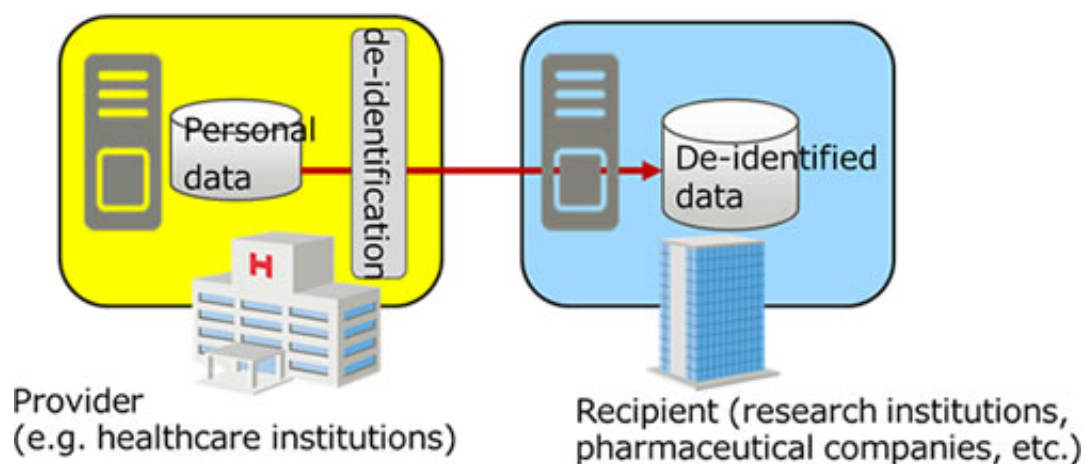 Personal
data
de-identification
De-identified
data
H
Provider
(e.g. healthcare institutions)
Recipient (research institutions,
pharmaceutical companies, etc.)